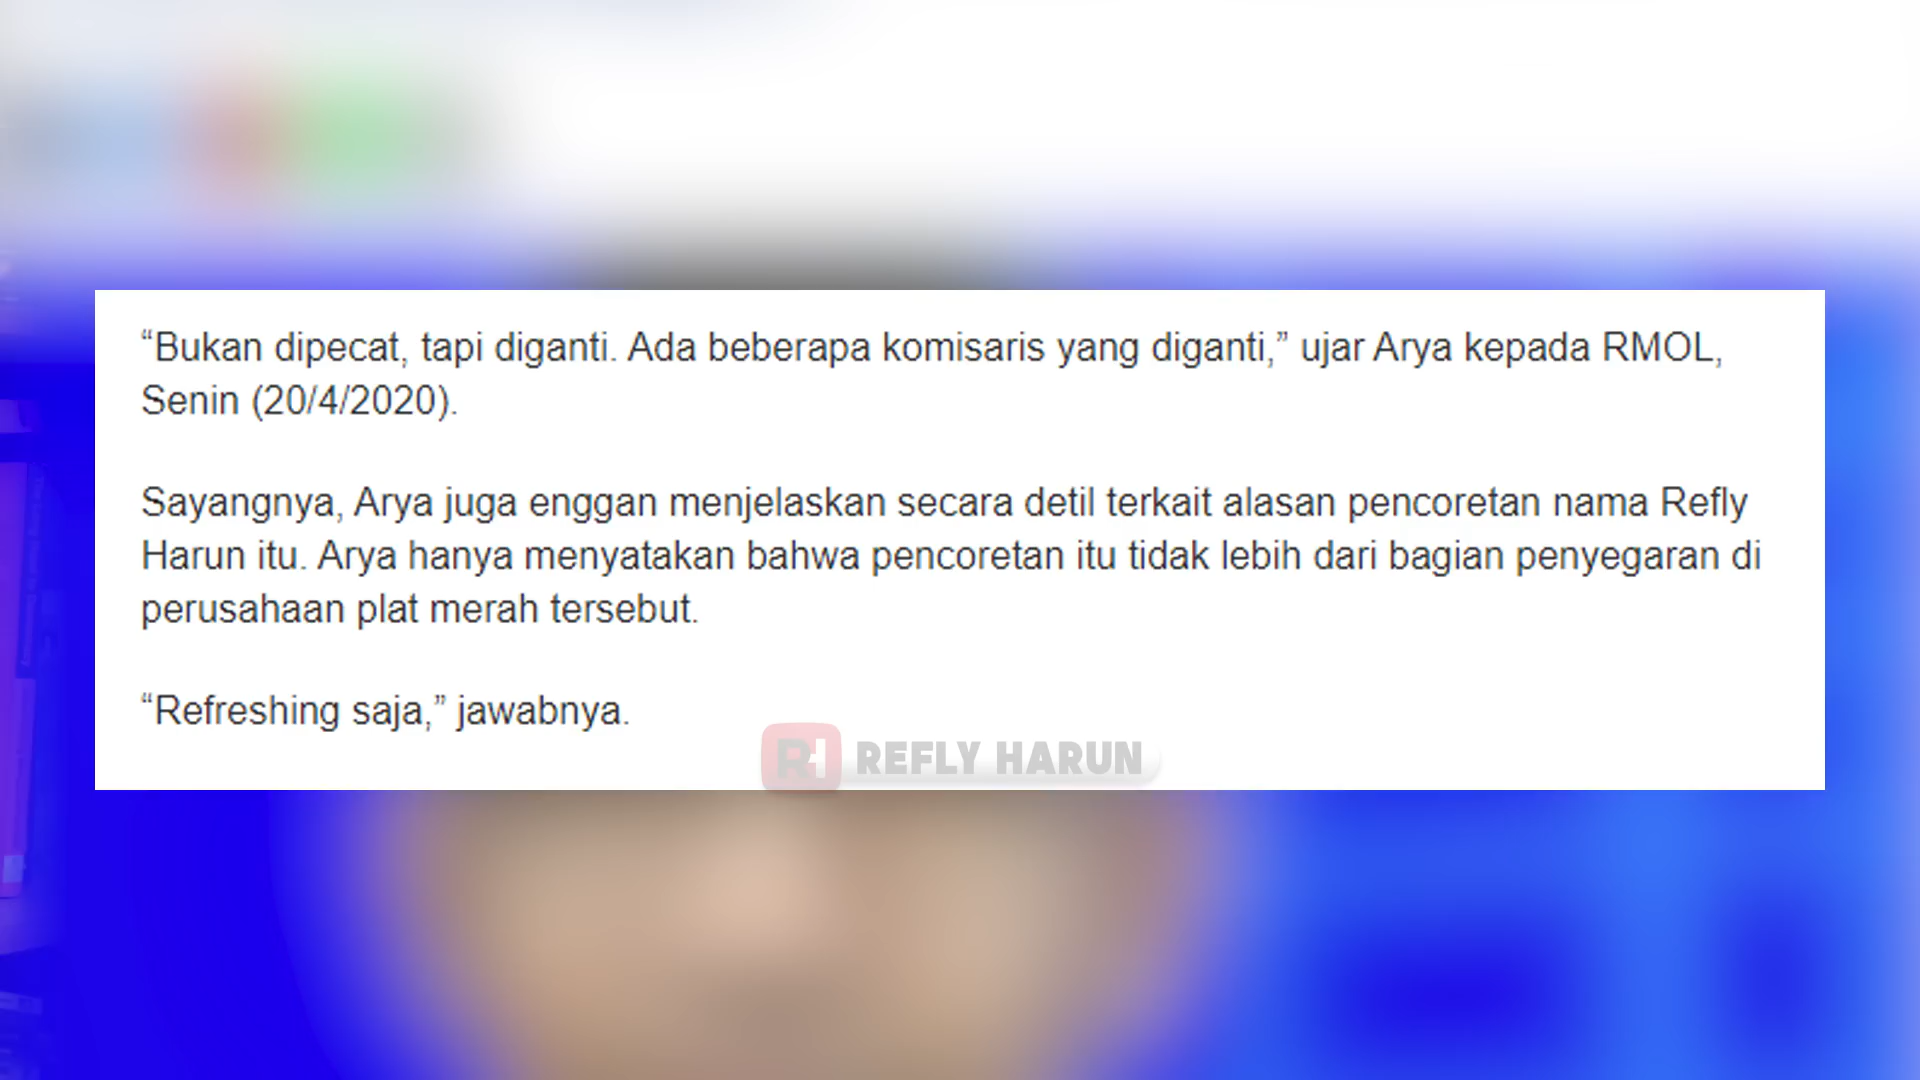 “Bukan dipecat, tapi diganti. Ada beberapa komisaris yang diganti,” ujar Arya kepada RMOL,
Senin (20/4/2020).
Sayangnya, Arya juga enggan menjelaskan secara detil terkait alasan pencoretan nama Refly
Harun itu. Arya hanya menyatakan bahwa pencoretan itu tidak lebih dari bagian penyegaran di
perusahaan plat merah tersebut.
“Refreshing saja,” jawabnya.
RH REFLY HARUN